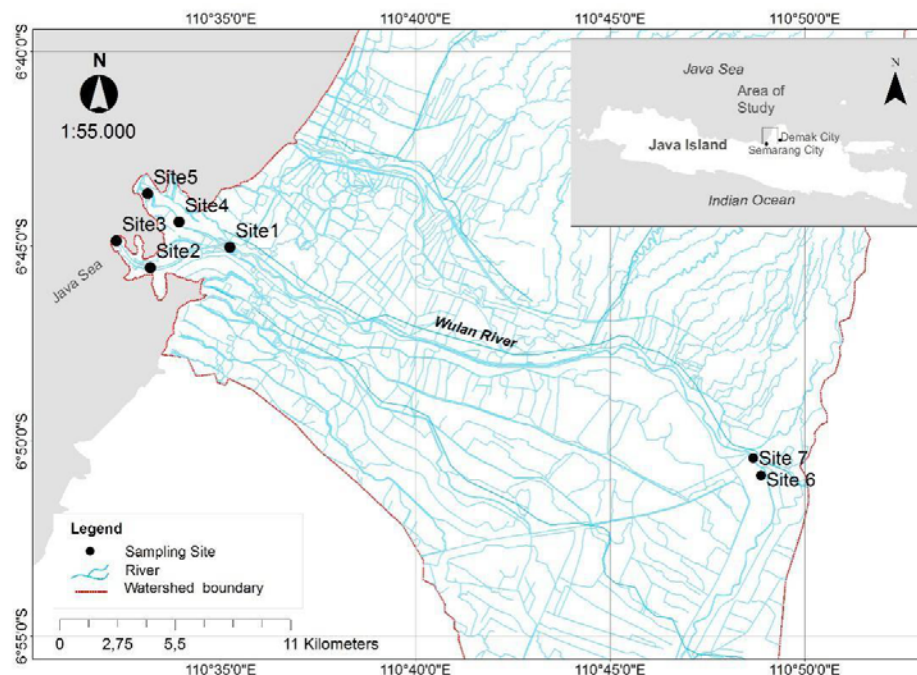 110°35'0"E 110°40'0"E 110°45'0"E 110°50'0"E
6°40'0"S
N
1:55.000
Java Sea
N
Area of
Study
Demak City
Java Island
Semarang City
Indian Ocean
Site5
Site4
Site3
Site1
6°45'0"S
Site2
Java Sea
Wulan River
6°50'0"S
Site 7
Site 6
Legend
Sampling Site
River
Watershed boundary
0 2,75 5,5 11 Kilometers
6°55'0"S
110°35'0"E 110°40'0"E 110°45'0"E 110°50'0"E